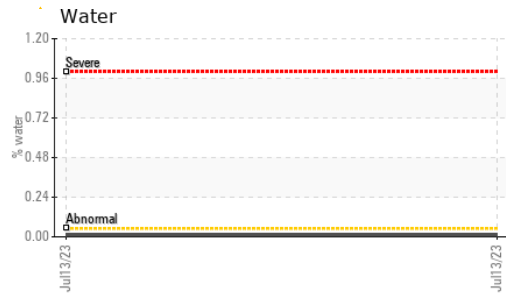 Water
1.20
Severe
0.96
0.72
% water
0.48
0.24
Abnormal
0.00
Jul13/23
Jul13/23